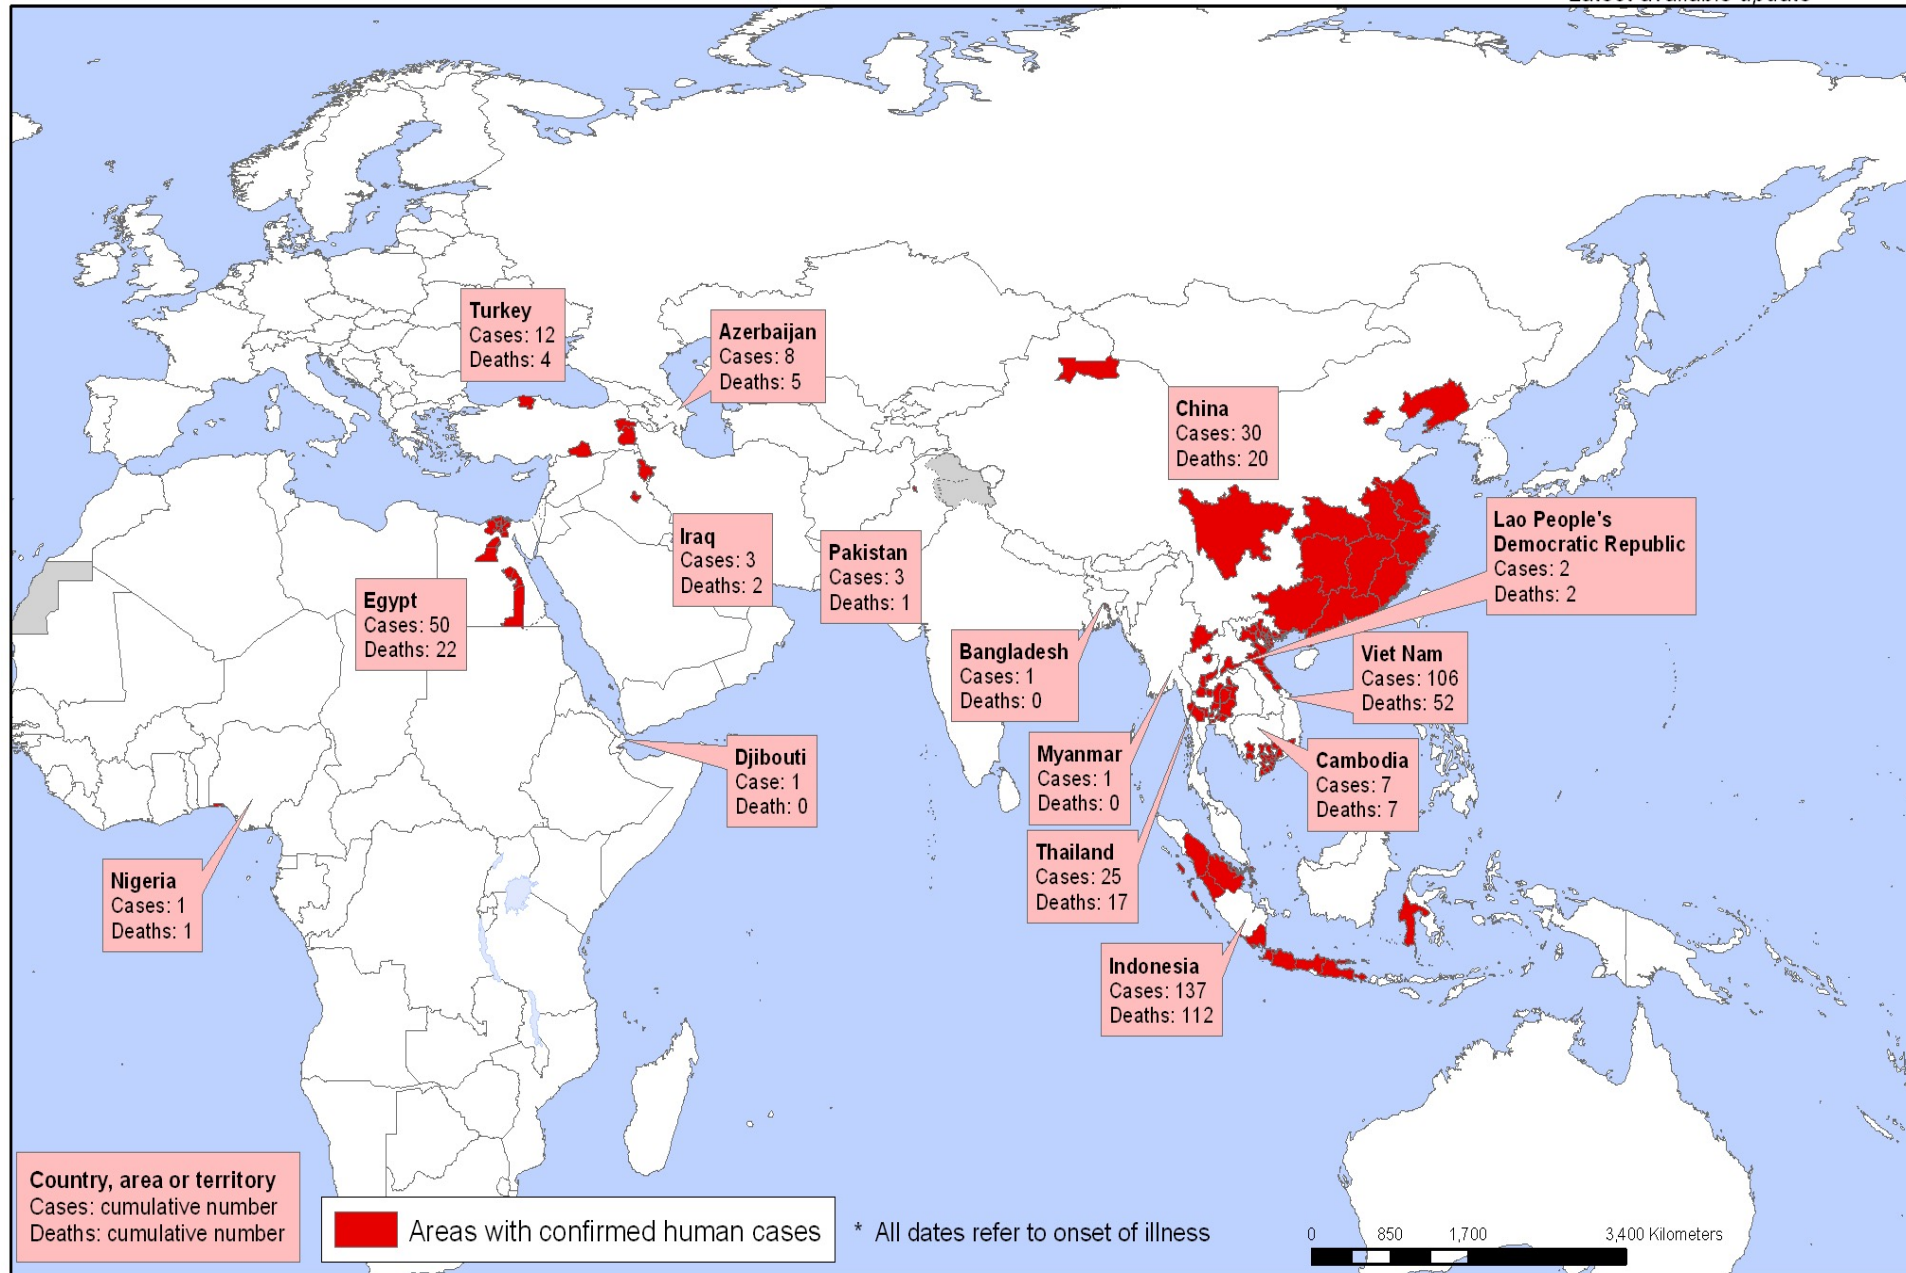 Latest available update
Turkey
Cases: 12
Deaths: 4
Azerbaijan
Cases: 8
Deaths: 5
China
Cases: 30
Deaths: 20
Lao People's
Democratic Republic
Cases: 2
Deaths: 2
Iraq
Cases: 3
Deaths: 2
Pakistan
Cases: 3
Deaths: 1
Egypt
Cases: 50
Deaths: 22
Bangladesh
Cases: 1
Deaths: 0
Viet Nam
Cases: 106
Deaths: 52
Djibouti
Case: 1
Death: 0
Myanmar
Cases: 1
Deaths: 0
Cambodia
Cases: 7
Deaths: 7
Nigeria
Cases: 1
Deaths: 1
Thailand
Cases: 25
Deaths: 17
Indonesia
Cases: 137
Deaths: 112
Country, area or territory
Cases: cumulative number
Deaths: cumulative number
Areas with confirmed human cases
* All dates refer to onset of illness
0 850 1,700 3,400 Kilometers